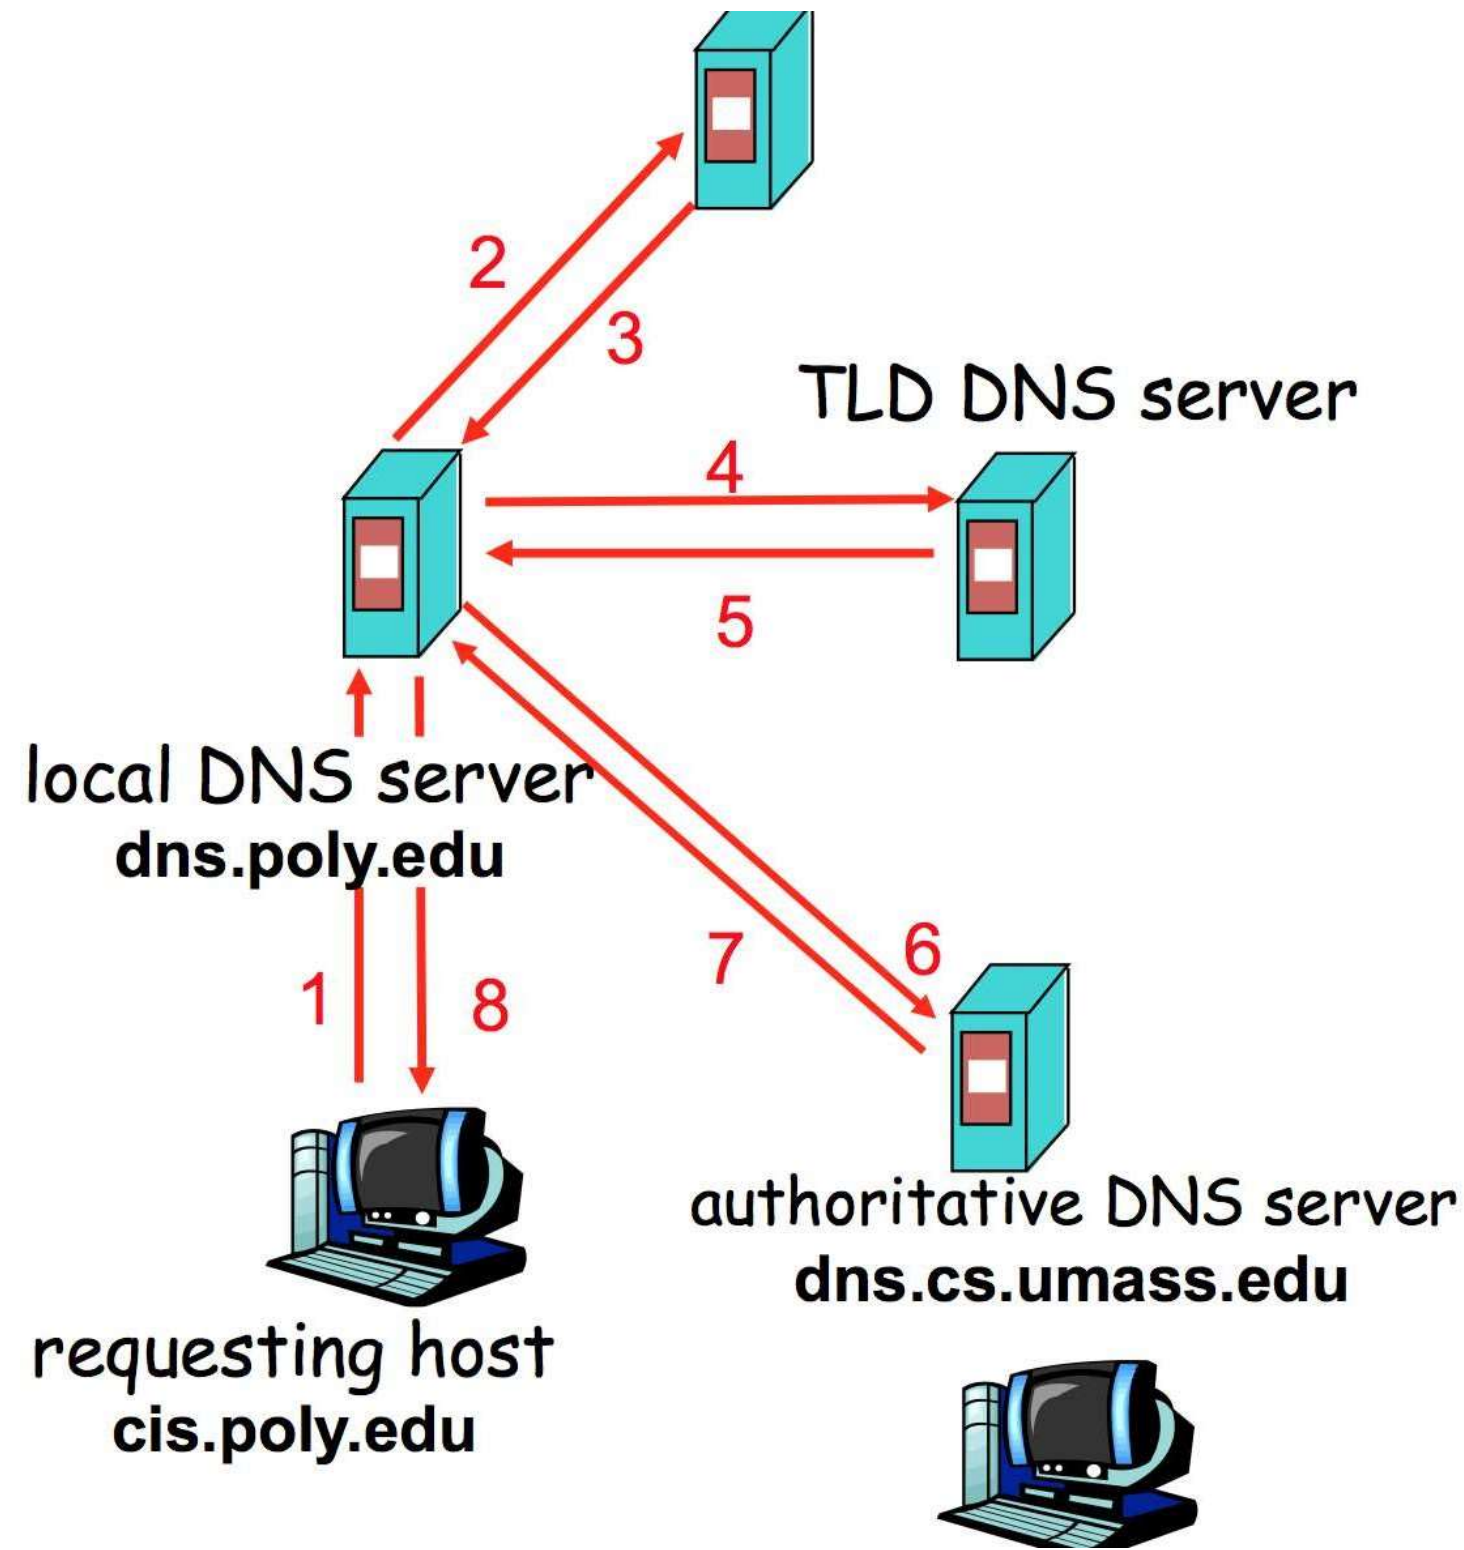 2
3
TLD DNS server
4
5
local DNS server
dns.poly.edu
1
8
7
6
authoritative DNS server
dns.cs.umass.edu
requesting host
cis.poly.edu